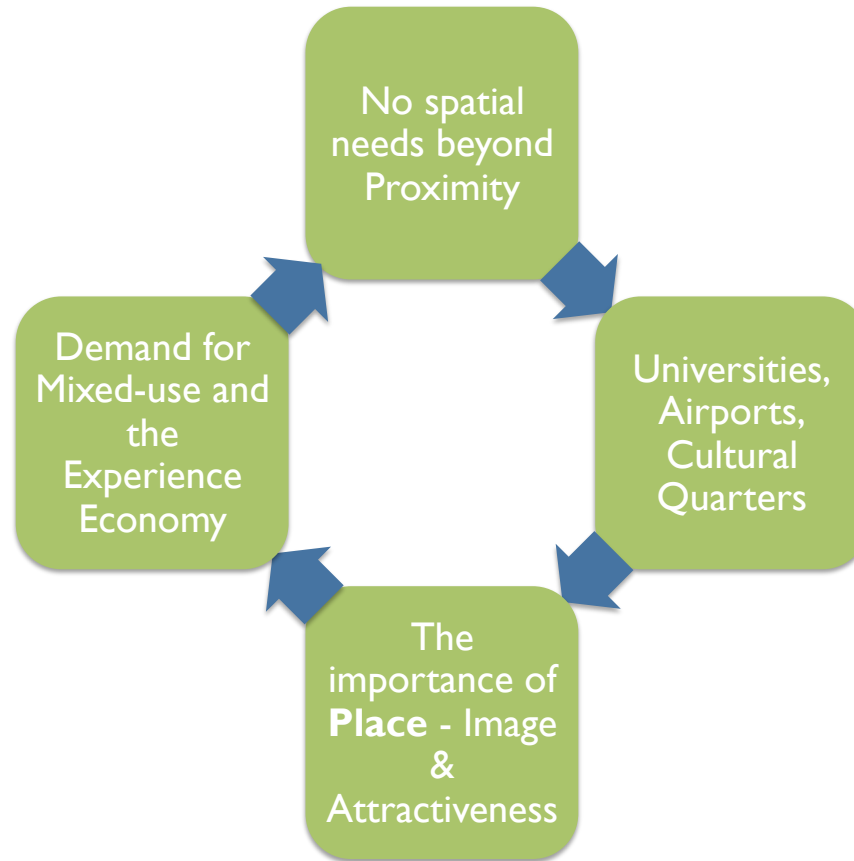 No spatial
needs beyond
Proximity
Universities,
Airports,
Cultural
Quarters
The
importance of
Place - Image
&
Attractiveness
Demand for
Mixed-use and
the
Experience
Economy